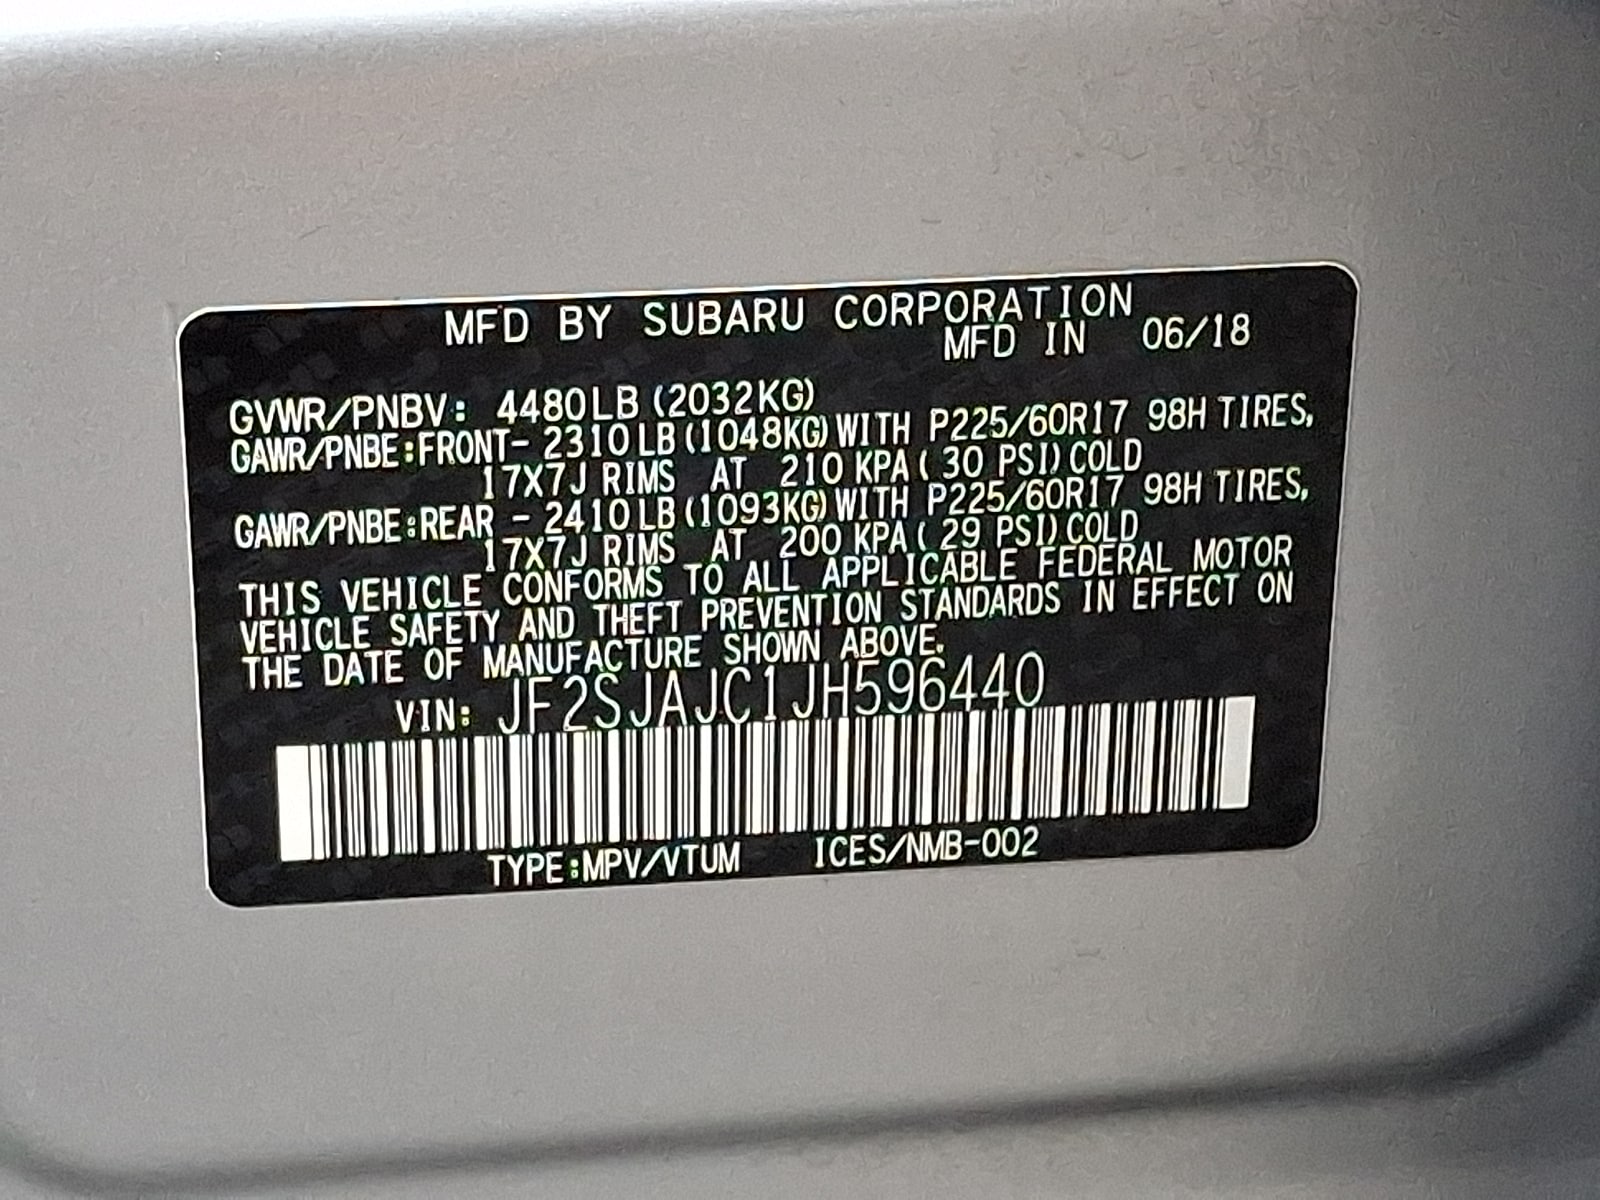 MFD BY SUBARU CORPORATION
MFD IN 06/18
GVWR/PNBV: 4480LB (2032KG)
GAWR/PNBE:FRONT- 2310LB(1048KG)WITH P225/60R17 98H TIRES,
17X7J RIMS AT 210 KPA( 30 PSI)COLD
GAWR/PNBE:REAR - 2410LB(1093KG)WITH P225/60R17 98H TIRES,
17X7J RIMS AT 200 KPA( 29 PSI)COLD
THIS VEHICLE CONFORMS TO ALL APPLICABLE FEDERAL MOTOR
VEHICLE SAFETY AND THEFT PREVENTION STANDARDS IN EFFECT ON
THE DATE OF MANUFACTURE SHOWN ABOVE.
VIN: JF2SJAJC1JH596440
TYPE:MPV/VTUM ICES/NMB-002